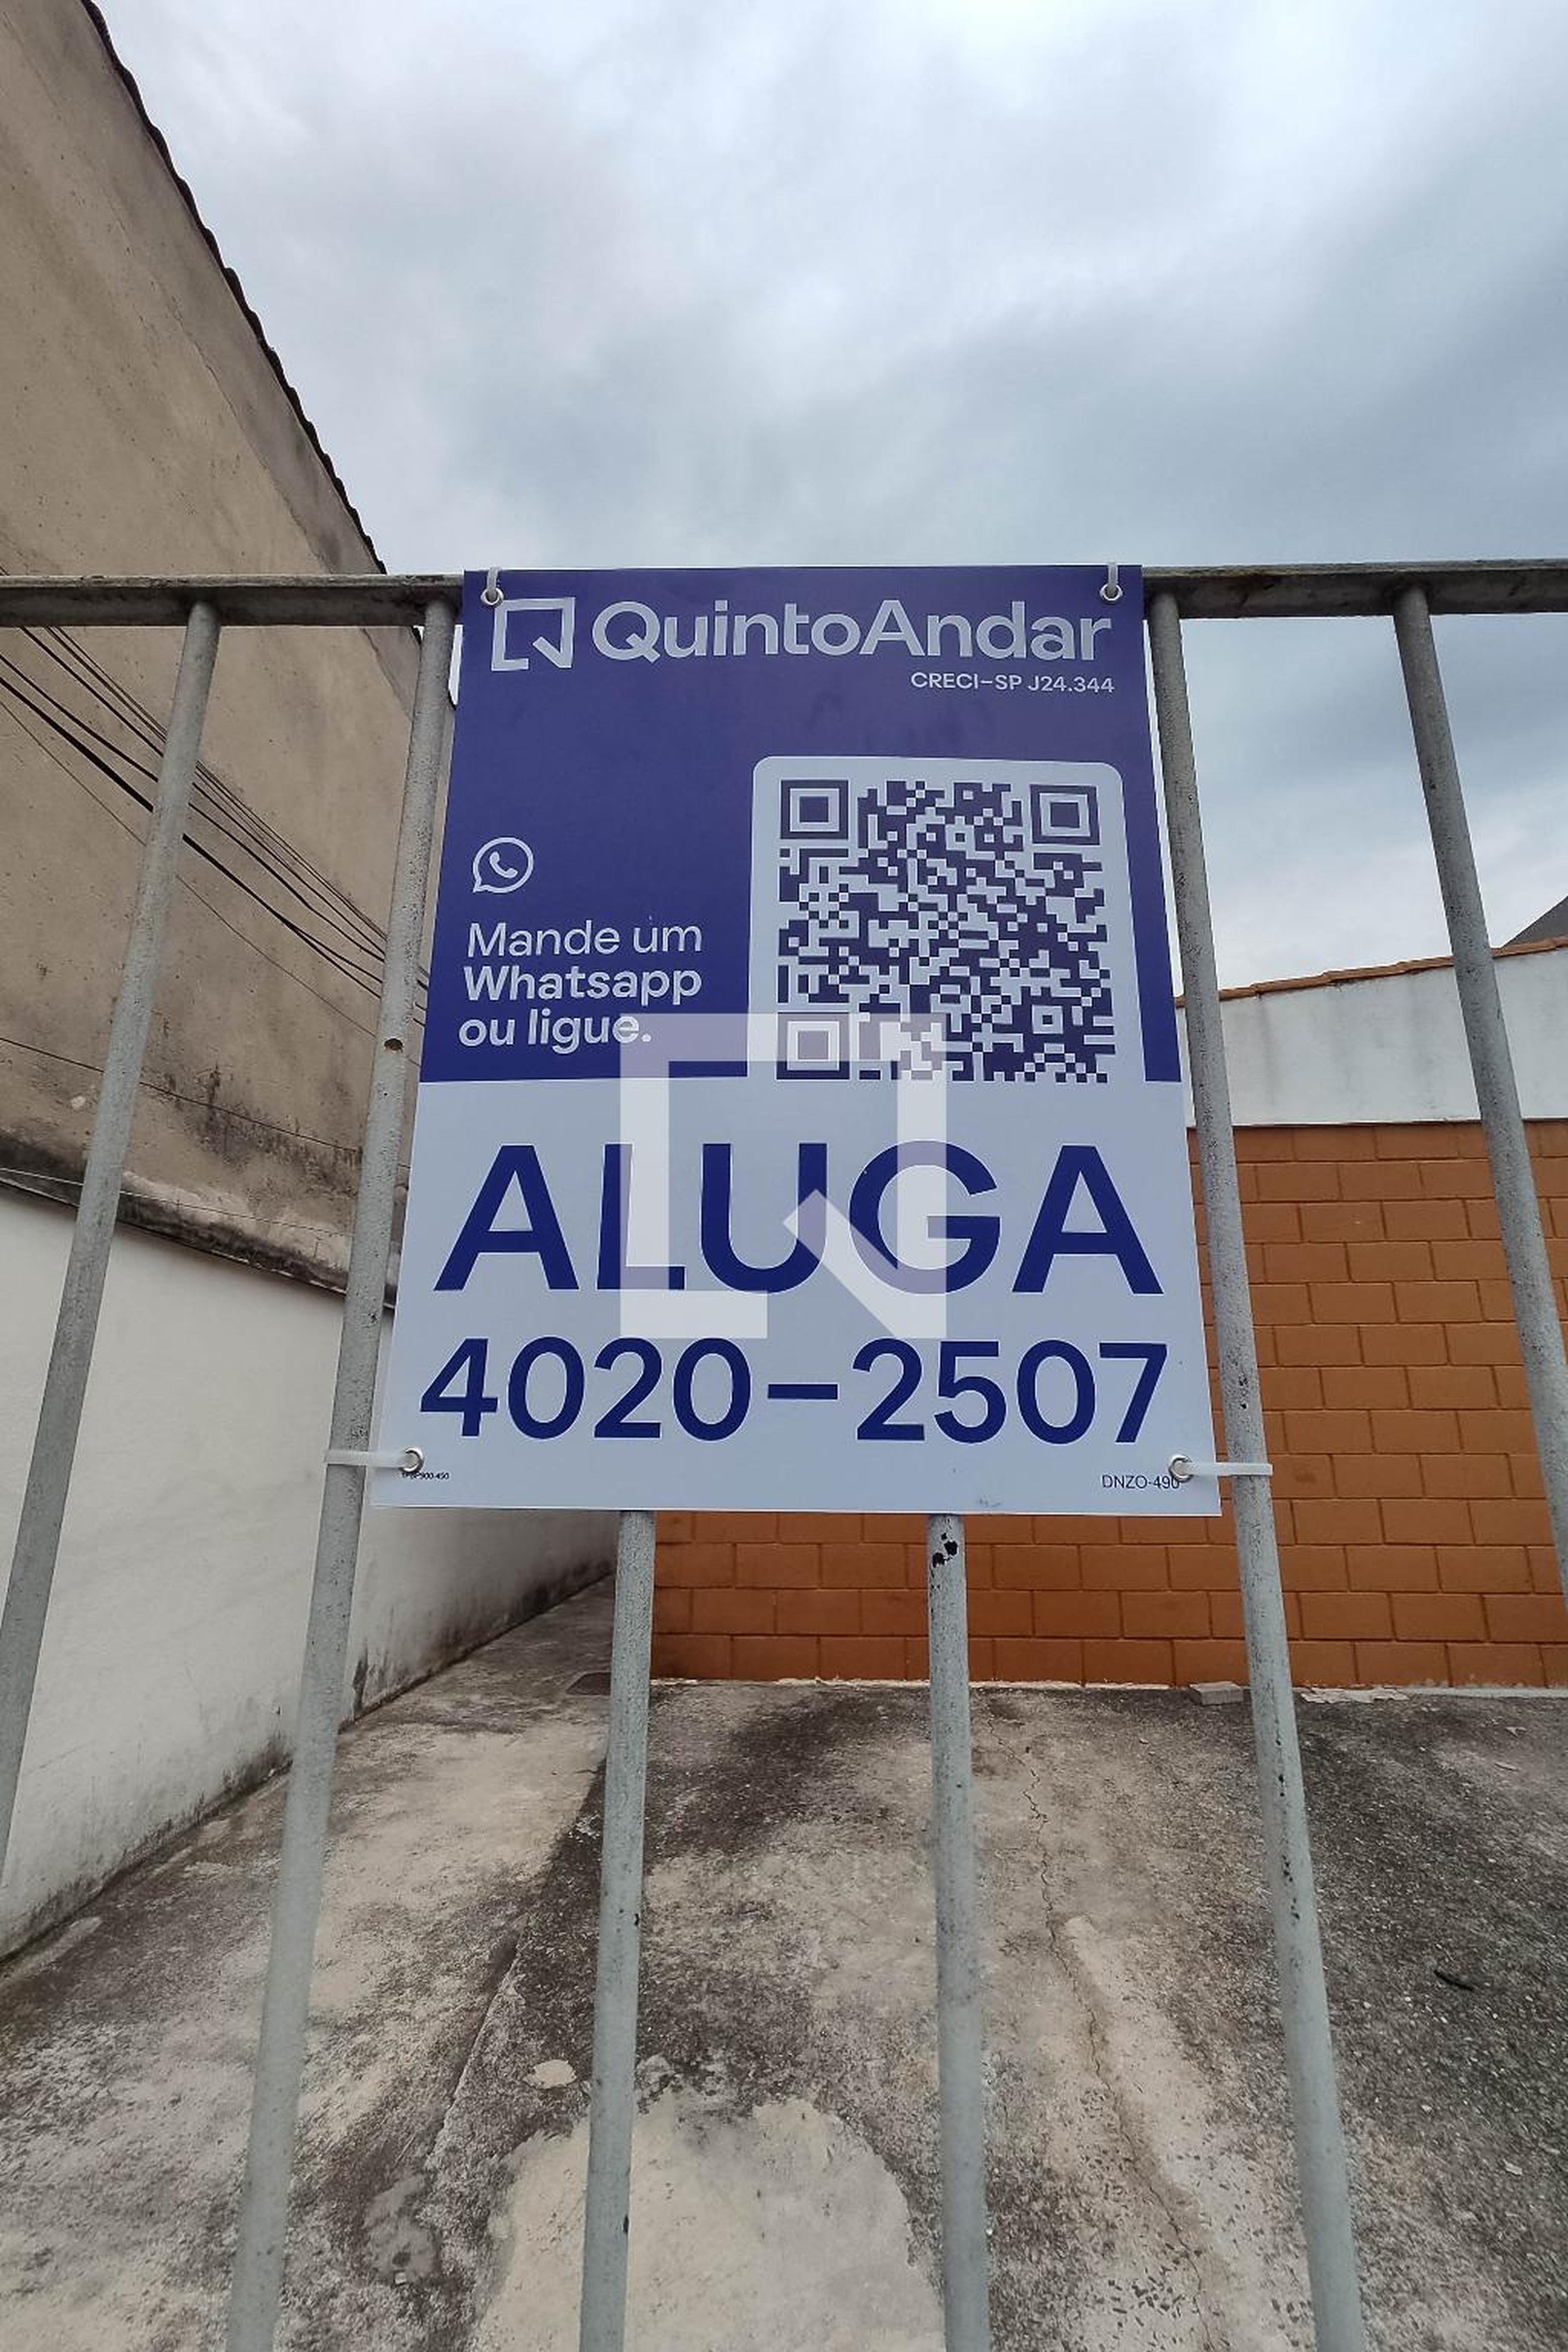 QuintoAndar
CRECI-SP J24.344
Mande um
Whatsapp
ou ligue.
ALUGA
4020-2507
DNZO-490